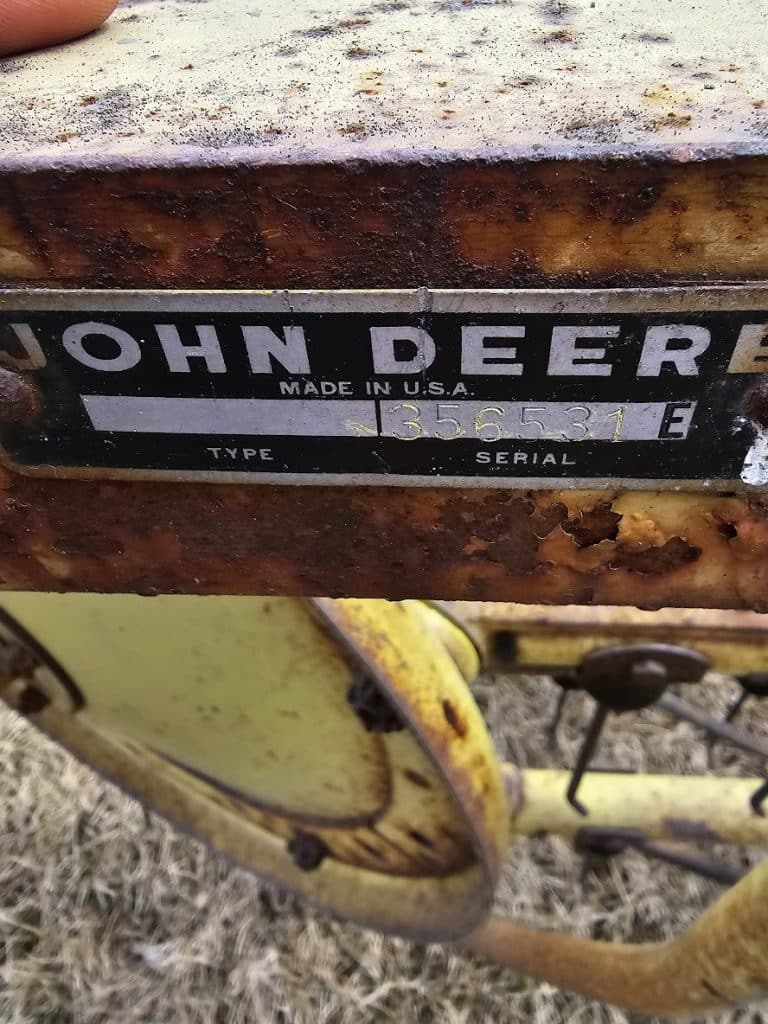 JOHN DEERE
MADE IN U.S.A.
356531 E
TYPE SERIAL